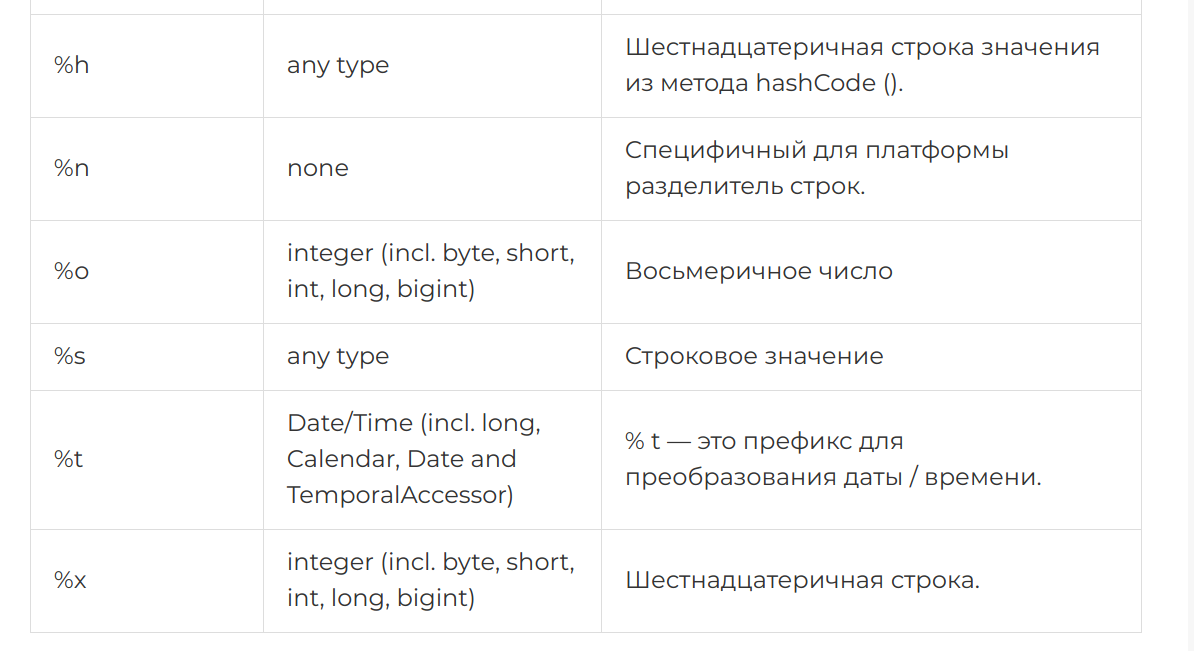 %h
any type
Шестнадцатеричная строка значения
из метода hashCode ().
%n
none
Специфичный для платформы
разделитель строк.
%o
integer (incl. byte, short,
int, long, bigint)
Восьмеричное число
%s
any type
Строковое значение
%t
Date/Time (incl. long,
Calendar, Date and
TemporalAccessor)
% t — это префикс для
преобразования даты / времени.
%x
integer (incl. byte, short,
int, long, bigint)
Шестнадцатеричная строка.